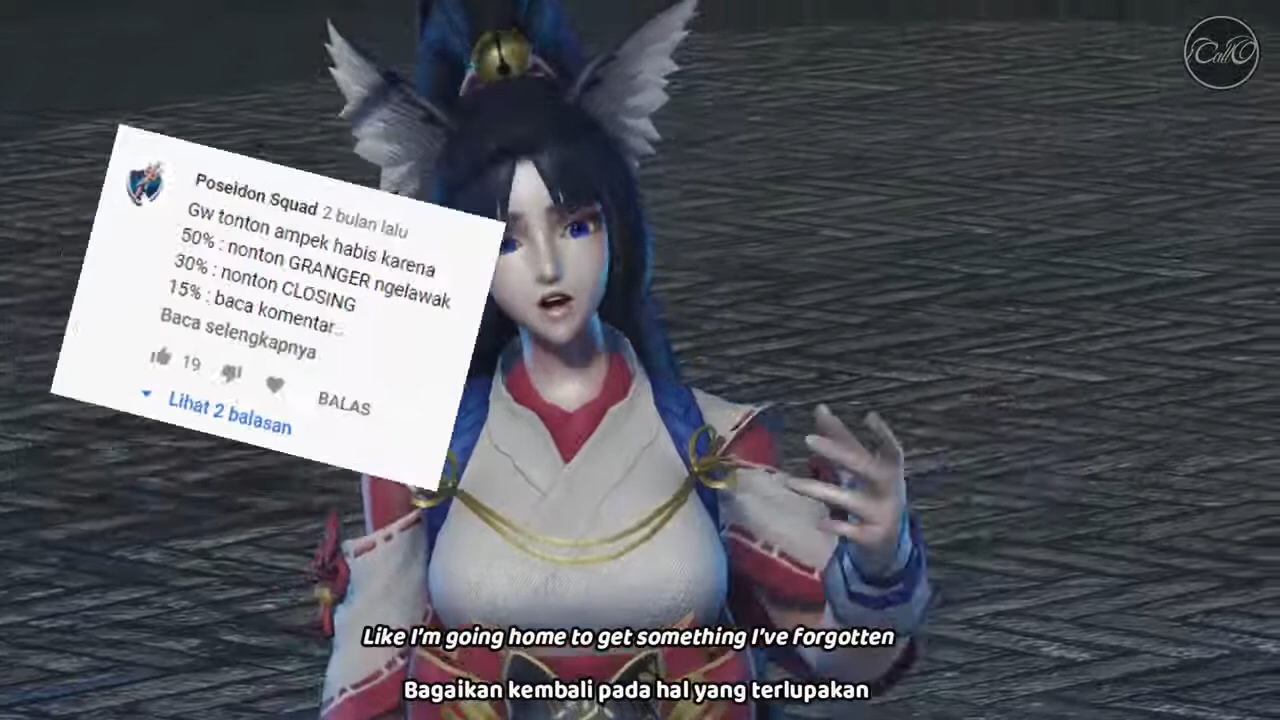 CallO
Poseidon Squad 2 bulan lalu
Gw tonton ampek habis karena
50% : nonton GRANGER ngelawak
30% : nonton CLOSING
15% : baca komentar..
Baca selengkapnya
19
BALAS
Lihat 2 balasan
Like I'm going home to get something I've forgotten
Bagaikan kembali pada hal yang terlupakan